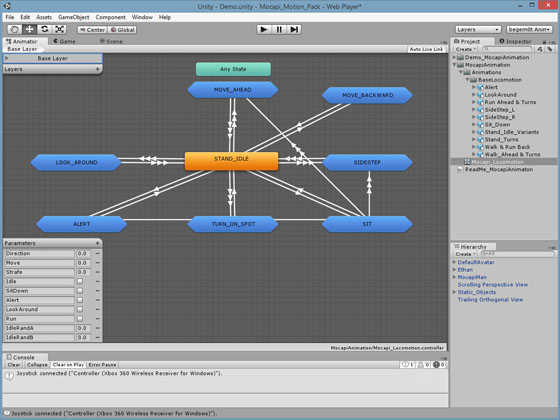 Unity - Demo.unity - Mocapi_Motion_Pack - Web Player*
File Edit Assets GameObject Component Window Help
Center Global Layers begem0t Anim
Animator Game Scene
Base Layer Auto Live Link
Base Layer
Layers +
Any State
MOVE_AHEAD
MOVE_BACKWARD
LOOK_AROUND
STAND_IDLE
SIDESTEP
ALERT
TURN_ON_SPOT
SIT
Parameters +
Direction 0.0 −
Move 0.0 −
Strafe 0.0 −
Idle −
SitDown −
Alert −
LookAround −
Run −
IdleRandA 0.0 −
IdleRandB 0.0 −
MocapiAnimation/Mocapi_Locomotion.controller
Console
Clear Collapse Clear on Play Error Pause 1 0 0
Joystick connected ("Controller (Xbox 360 Wireless Receiver for Windows)").
Joystick connected ("Controller (Xbox 360 Wireless Receiver for Windows)").
Project Inspector
Create
Demo_MocapiAnimation
MocapiAnimation
Animations
BaseLocomotion
Alert
LookAround
Run Ahead & Turns
SideStep_L
SideStep_R
Sit_Down
Stand_Idle_Variants
Stand_Turns
Walk & Run Back
Walk_Ahead & Turns
Mocapi_Locomotion
ReadMe_MocapiAnimaton
Hierarchy
Create All
DefaultAvatar
Ethan
MocapiMan
Scrolling Perspective View
Static_Objects
Trailing Orthogonal View